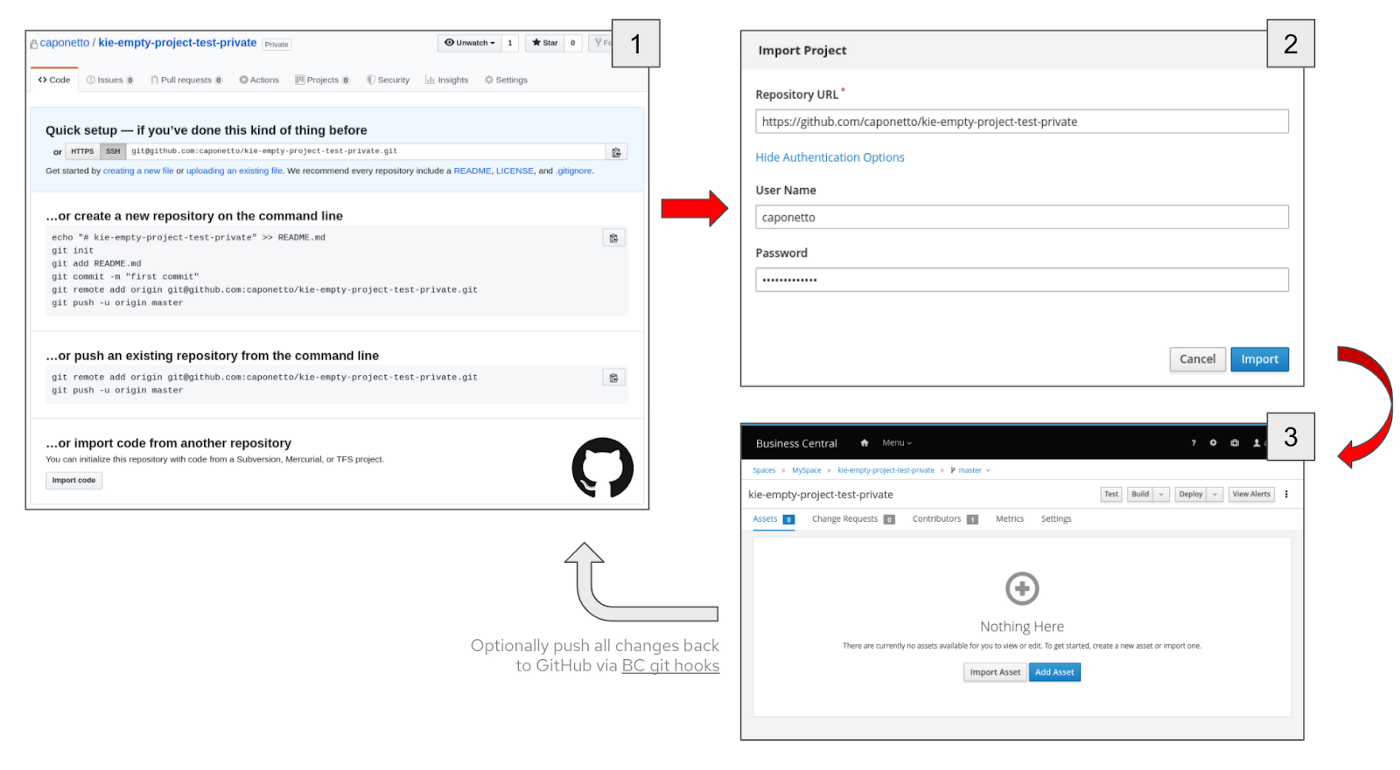 caponetto / kie-empty-project-test-private Private
Unwatch 1 Star 0
1
Code Issues 0 Pull requests 0 Actions Projects 0 Security Insights Settings
Quick setup — if you've done this kind of thing before
or HTTPS SSH git@github.com:caponetto/kie-empty-project-test-private.git
Get started by creating a new file or uploading an existing file. We recommend every repository include a README, LICENSE, and .gitignore.
…or create a new repository on the command line
echo "# kie-empty-project-test-private" >> README.md
git init
git add README.md
git commit -m "first commit"
git remote add origin git@github.com:caponetto/kie-empty-project-test-private.git
git push -u origin master
…or push an existing repository from the command line
git remote add origin git@github.com:caponetto/kie-empty-project-test-private.git
git push -u origin master
…or import code from another repository
You can initialize this repository with code from a Subversion, Mercurial, or TFS project.
Import code
2
Import Project
Repository URL *
https://github.com/caponetto/kie-empty-project-test-private
Hide Authentication Options
User Name
caponetto
Password
•••••••••••••
Cancel Import
3
Business Central Menu ?
Spaces » MySpace » kie-empty-project-test-private » master
kie-empty-project-test-private Test Build Deploy View Alerts
Assets 0 Change Requests 0 Contributors 1 Metrics Settings
Nothing Here
There are currently no assets available for you to view or edit. To get started, create a new asset or import one.
Import Asset Add Asset
Optionally push all changes back
to GitHub via BC git hooks